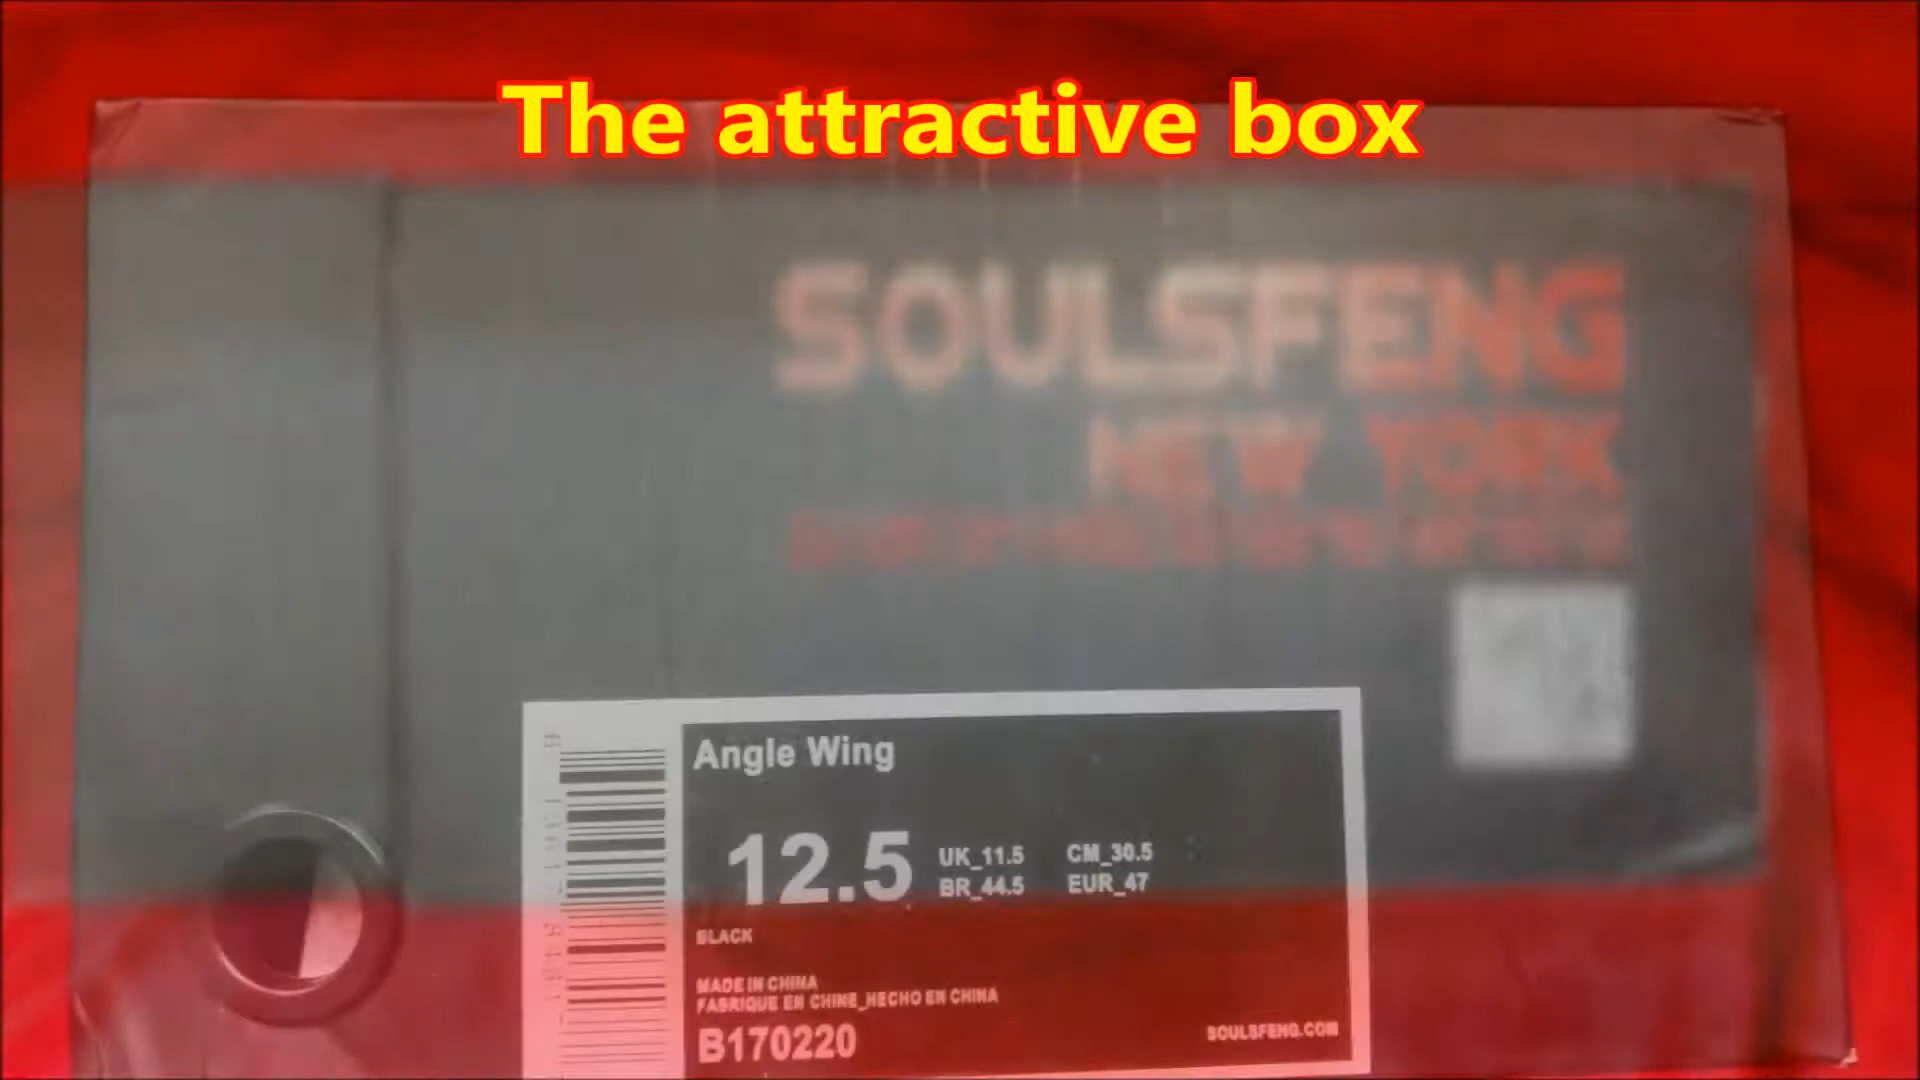 The attractive box
SOULSFENG
NEW YORK
Angle Wing
12.5
UK_11.5 CM_30.5
BR_44.5 EUR_47
BLACK
MADE IN CHINA
FABRIQUE EN CHINE_HECHO EN CHINA
B170220
SOULSFENG.COM